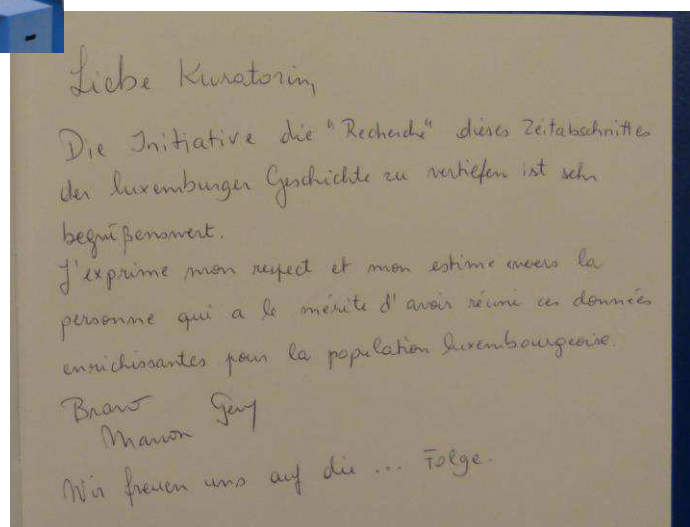 Liebe Kuratorin,
Die Initiative die "Recherche" dieses Zeitabschnittes
der luxemburger Geschichte zu vertiefen ist sehr
begrüßenswert.
J'exprime mon respect et mon estime envers la
personne qui a le mérite d'avoir réuni ces données
enrichissantes pour la population luxembourgeoise.
Bravo
Manon
Wir freuen uns auf die ... Folge.